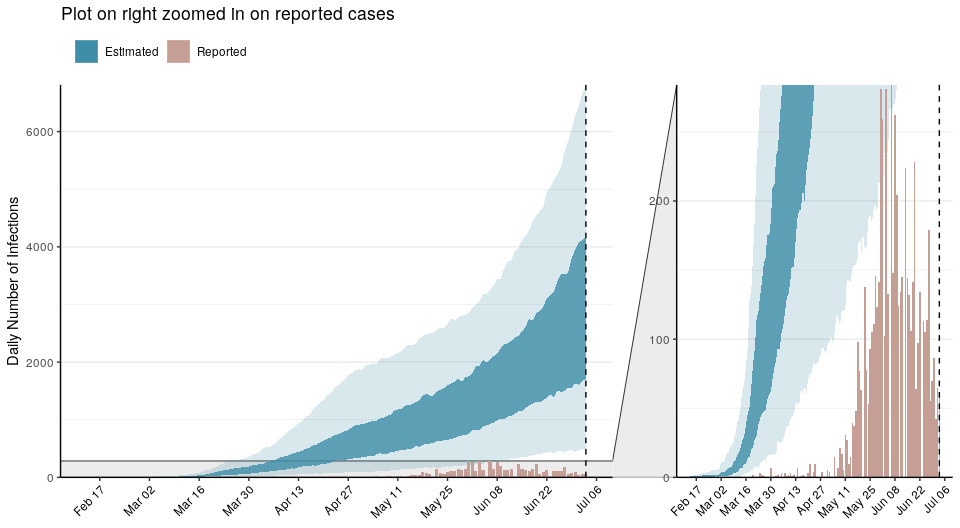 Plot on right zoomed in on reported cases
Estimated Reported
Daily Number of Infections
6000
4000
2000
0
Feb 17 Mar 02 Mar 16 Mar 30 Apr 13 Apr 27 May 11 May 25 Jun 08 Jun 22 Jul 06
200
100
0
Feb 17 Mar 02 Mar 16 Mar 30 Apr 13 Apr 27 May 11 May 25 Jun 08 Jun 22 Jul 06